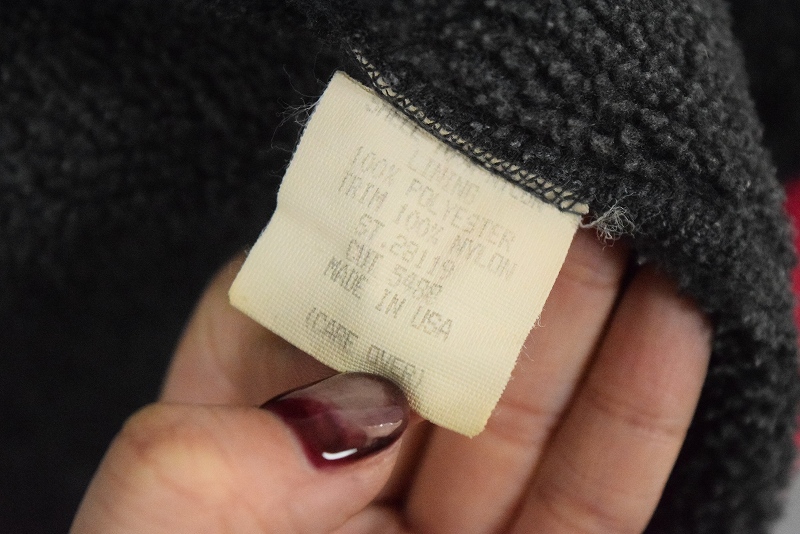 LINING
100% POLYESTER
TRIM 100% NYLON
ST. 28119
CUT 5488
MADE IN USA
(CARE OVER)